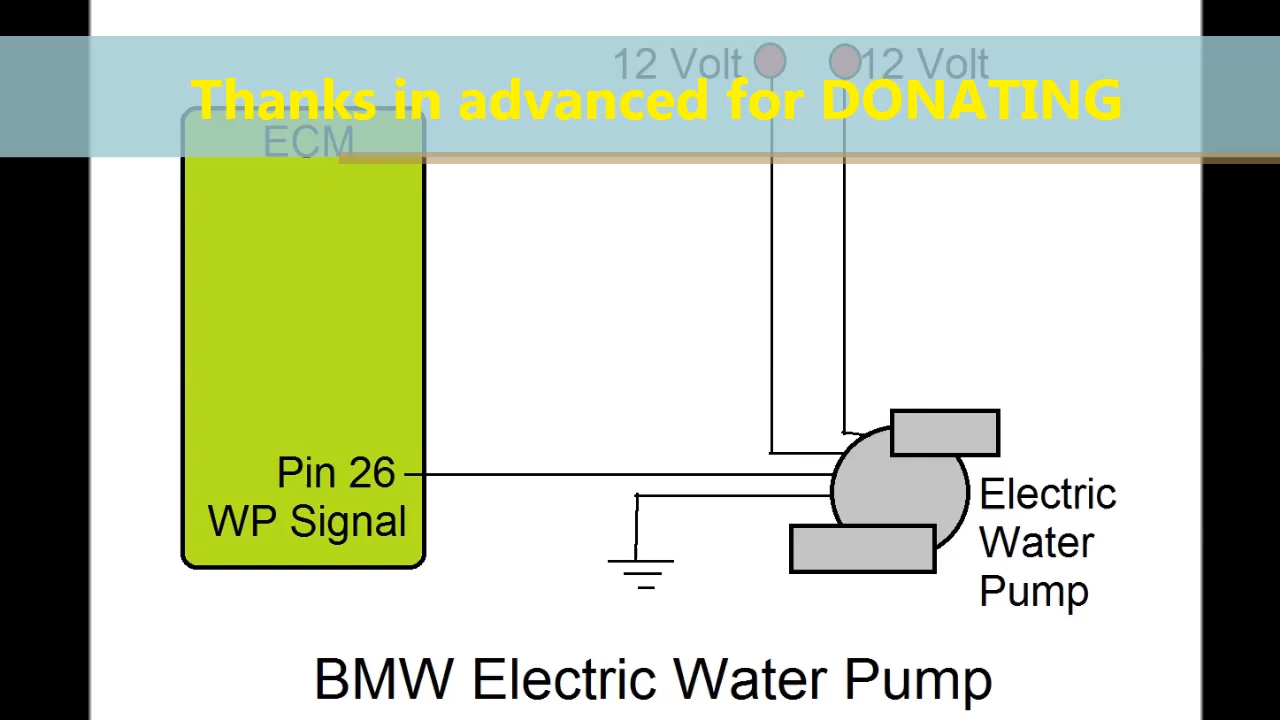 12 Volt 12 Volt
Thanks in advanced for DONATING
ECM
Pin 26
WP Signal
Electric
Water
Pump
BMW Electric Water Pump